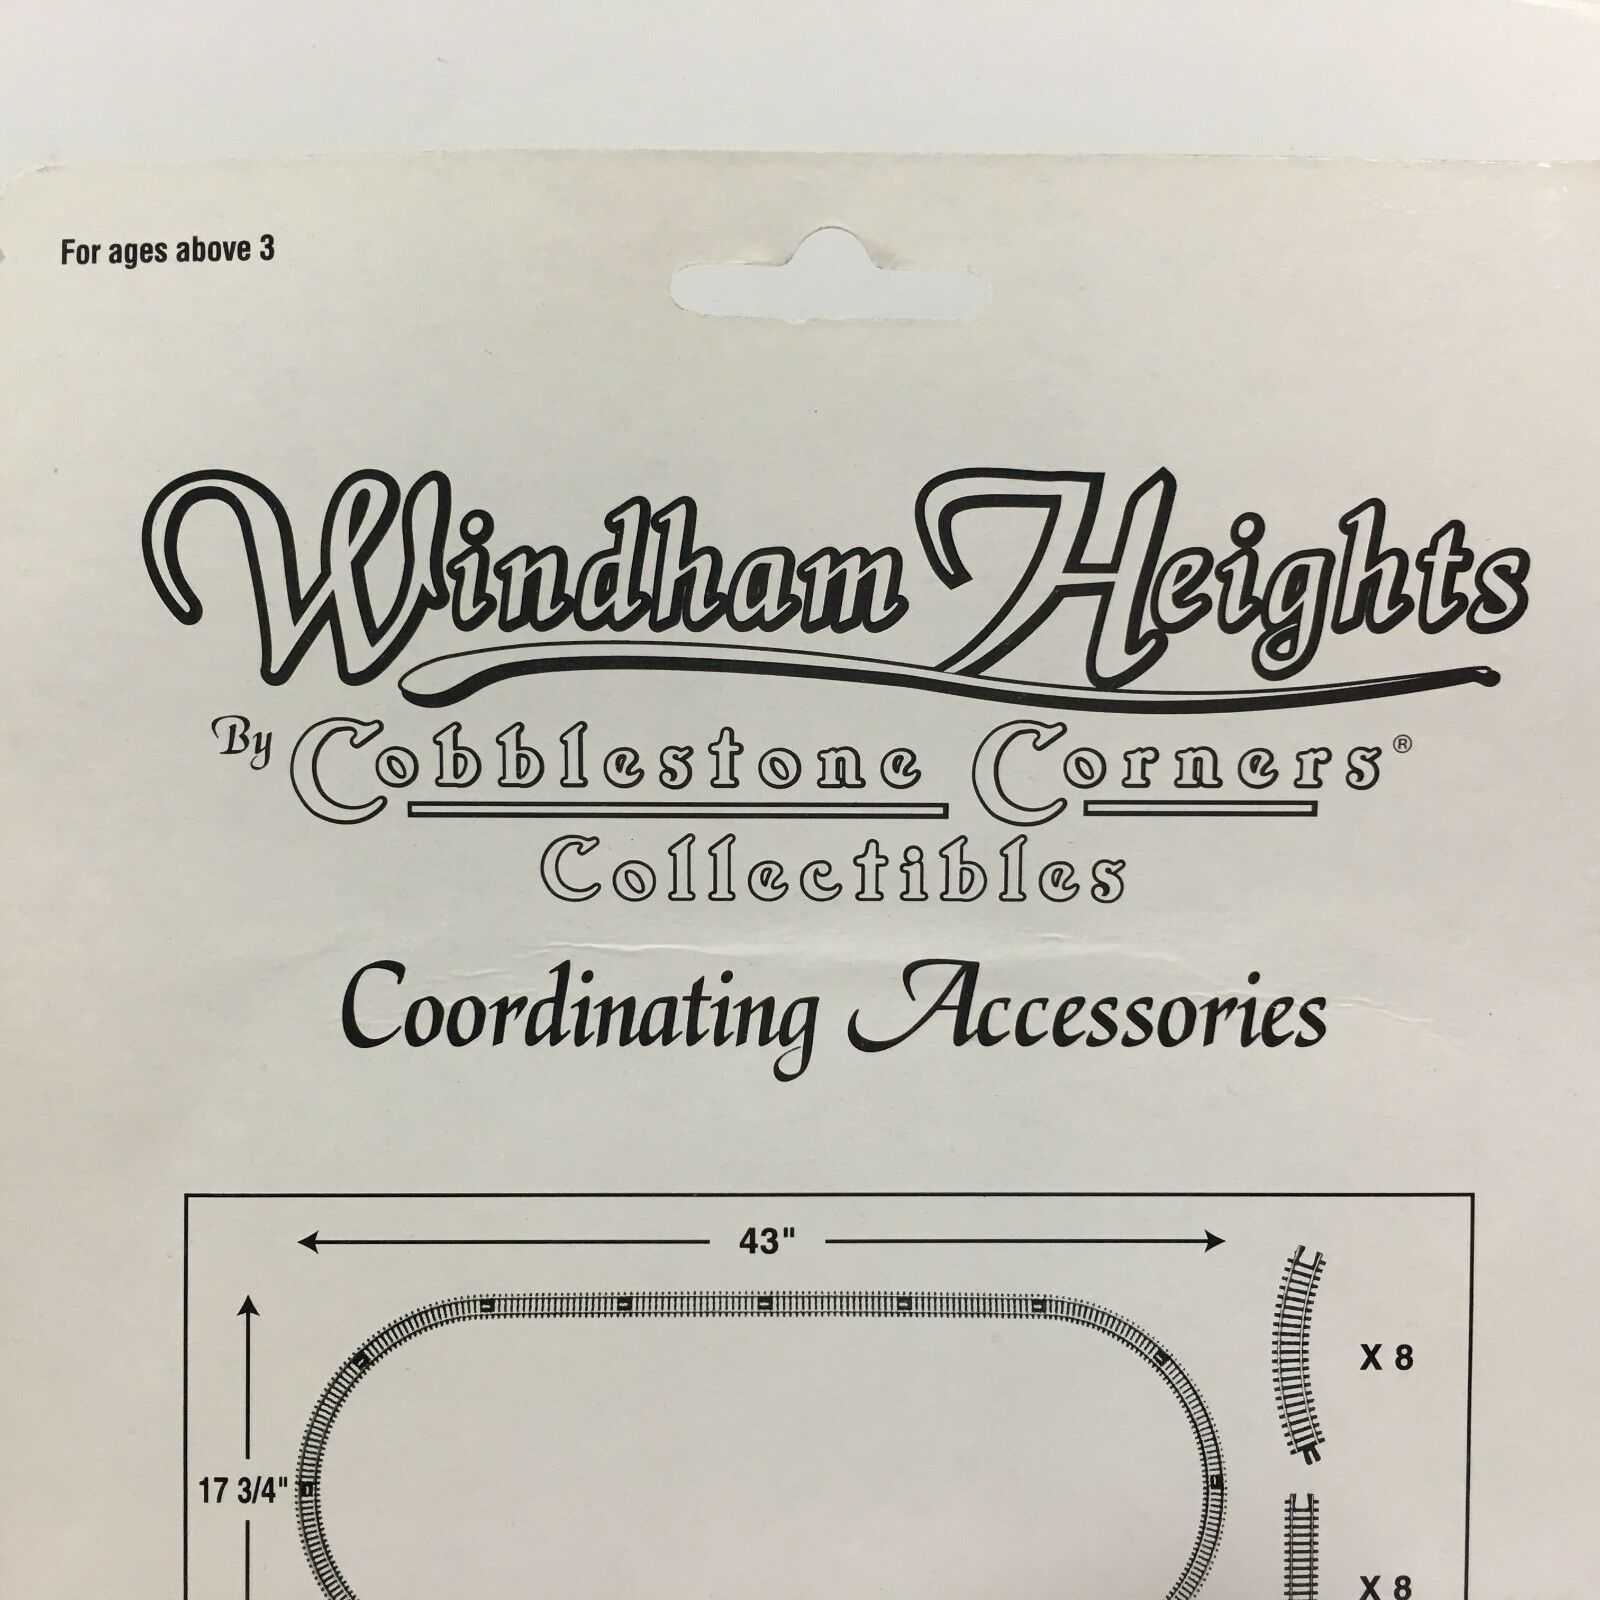 For ages above 3
Windham Heights
By Cobblestone Corners®
Collectibles
Coordinating Accessories
43"
X 8
17 3/4"
X 8